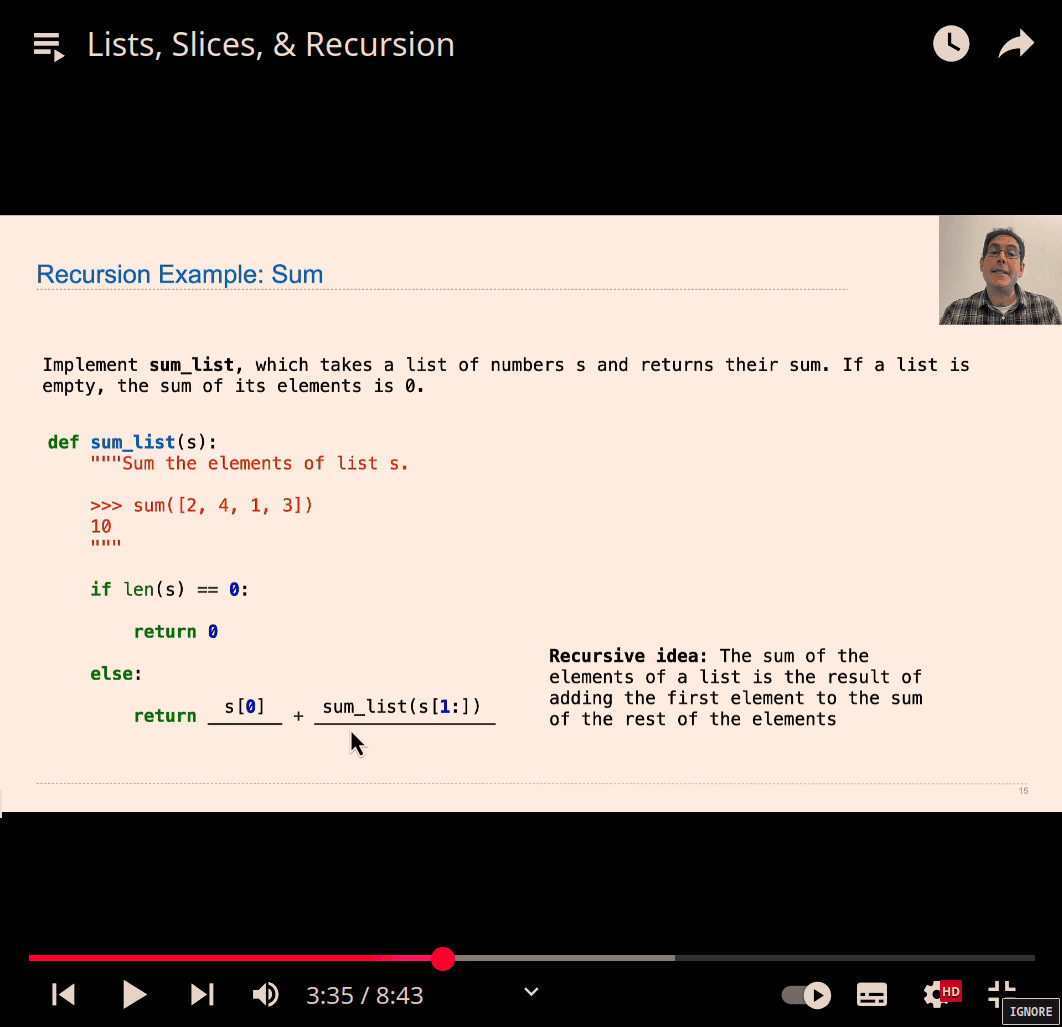 Lists, Slices, & Recursion
Recursion Example: Sum
Implement sum_list, which takes a list of numbers s and returns their sum. If a list is
empty, the sum of its elements is 0.
def sum_list(s):
"""Sum the elements of list s.
>>> sum([2, 4, 1, 3])
10
"""
if len(s) == 0:
return 0
else:
return s[0] + sum_list(s[1:])
Recursive idea: The sum of the
elements of a list is the result of
adding the first element to the sum
of the rest of the elements
15
3:35 / 8:43
HD
IGNORE